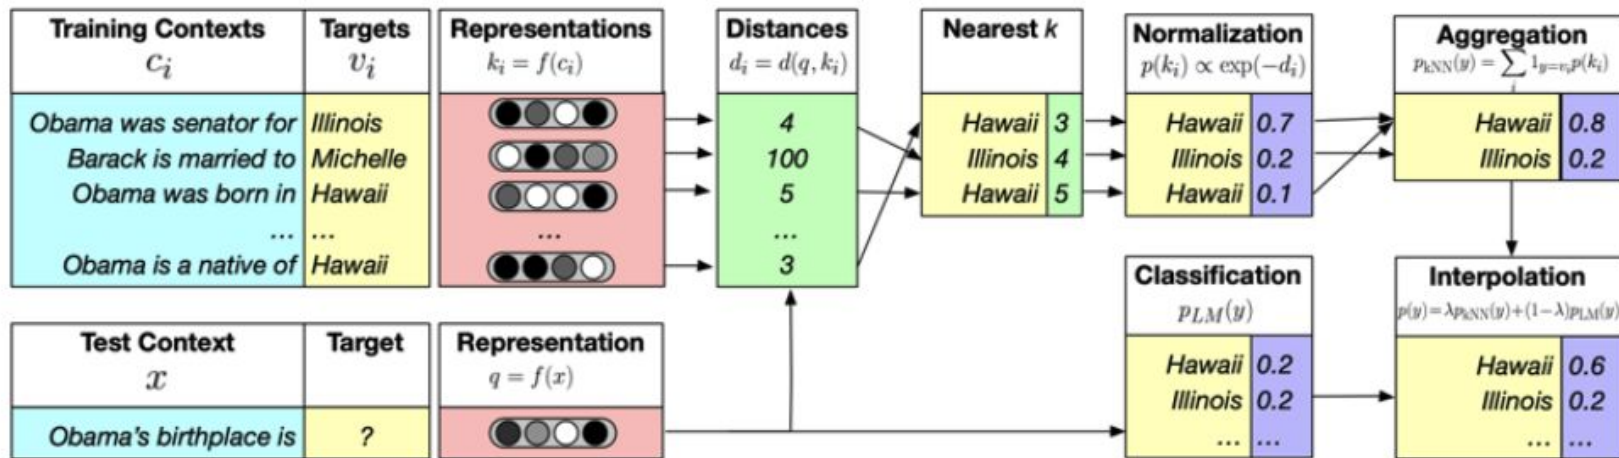 Training Contexts Targets Representations Distances Nearest k Normalization Aggregation
c_i v_i k_i = f(c_i) d_i = d(q, k_i) p(k_i) ∝ exp(−d_i) p_kNN(y) = ∑_i 1_{y=v_i} p(k_i)
Obama was senator for Illinois 4 Hawaii 3 Hawaii 0.7 Hawaii 0.8
Barack is married to Michelle 100 Illinois 4 Illinois 0.2 Illinois 0.2
Obama was born in Hawaii 5 Hawaii 5 Hawaii 0.1
... ... ... ...
Obama is a native of Hawaii 3
Classification Interpolation
p_LM(y) p(y) = λp_kNN(y) + (1−λ)p_LM(y)
Test Context Target Representation
x q = f(x)
Hawaii 0.2 Hawaii 0.6
Illinois 0.2 Illinois 0.2
Obama's birthplace is ? ... ... ... ...